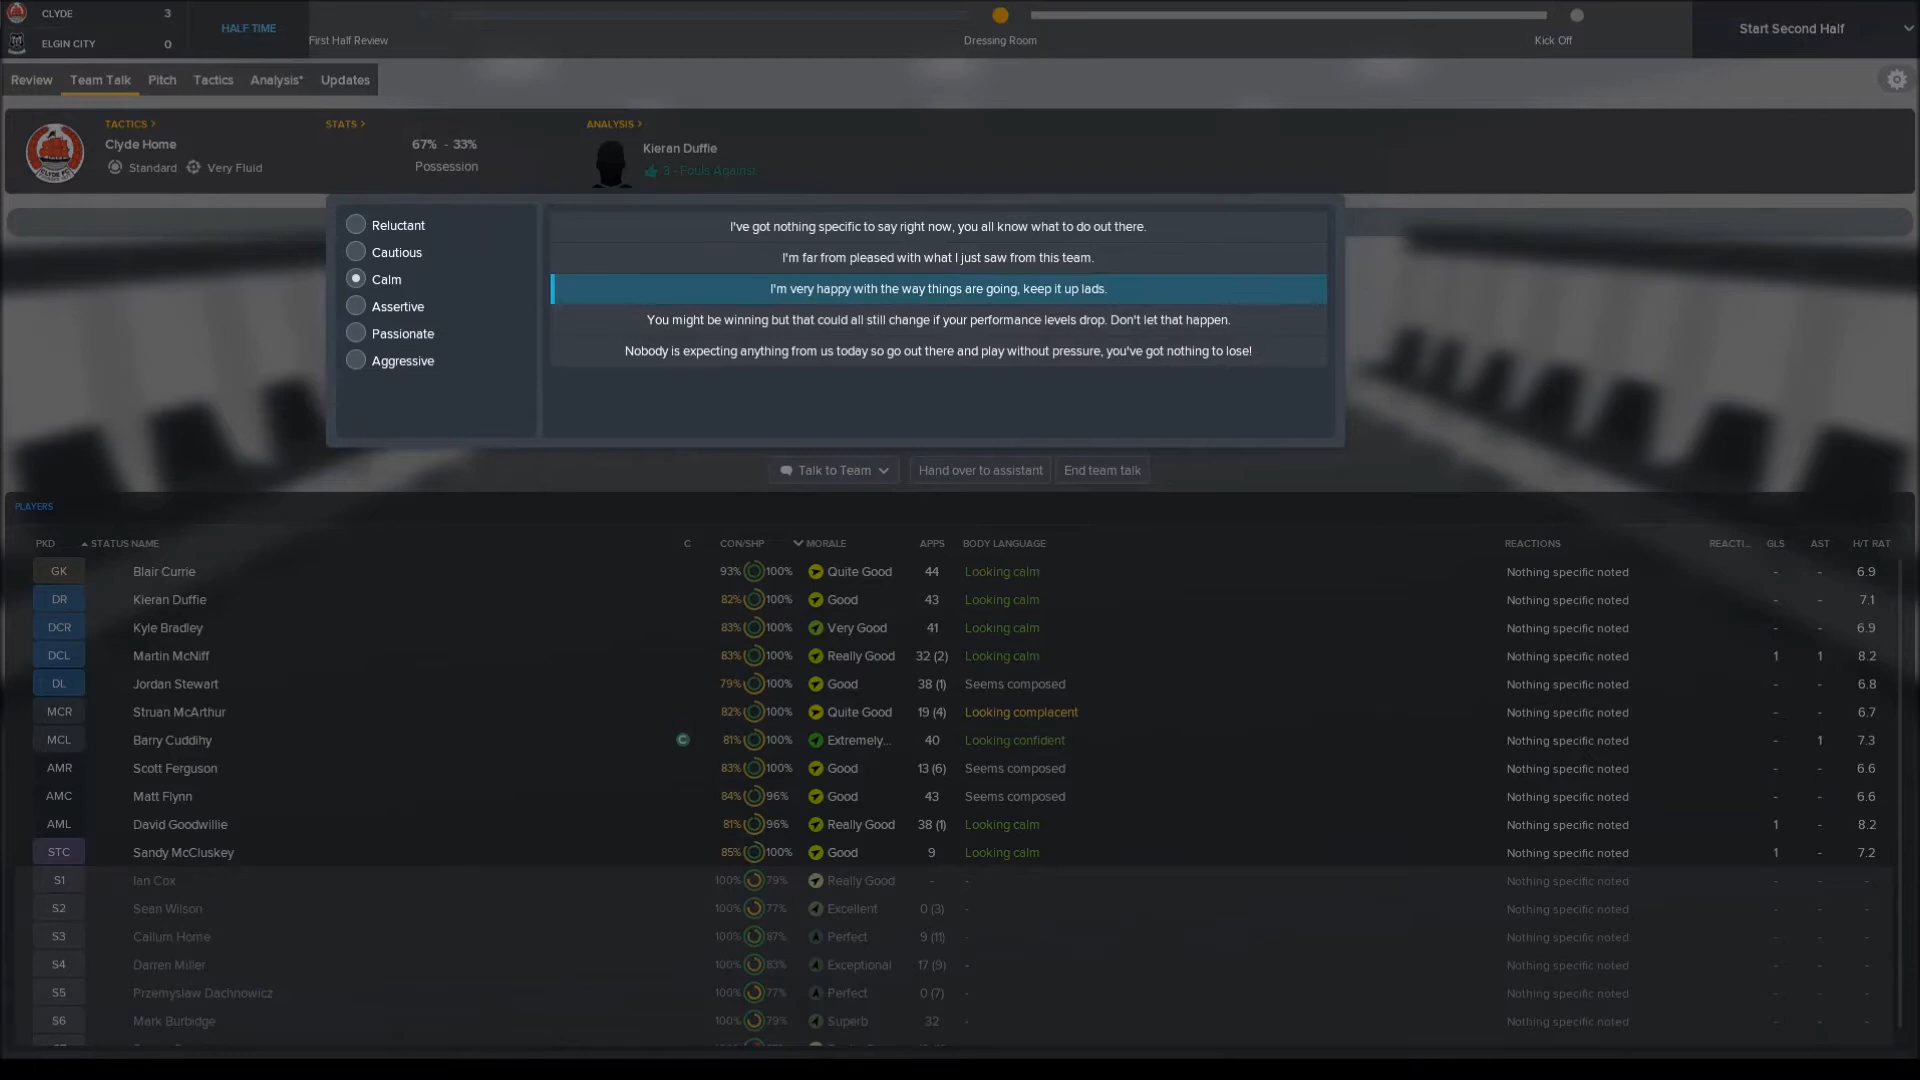 CLYDE 3
ELGIN CITY 0
HALF TIME
First Half Review
Dressing Room
Kick Off
Start Second Half
Review Team Talk Pitch Tactics Analysis* Updates
TACTICS > STATS > ANALYSIS >
Clyde Home 67% - 33% Kieran Duffie
Standard Very Fluid Possession 3 - Fouls Against
Reluctant
Cautious
Calm
Assertive
Passionate
Aggressive
I've got nothing specific to say right now, you all know what to do out there.
I'm far from pleased with what I just saw from this team.
I'm very happy with the way things are going, keep it up lads.
You might be winning but that could all still change if your performance levels drop. Don't let that happen.
Nobody is expecting anything from us today so go out there and play without pressure, you've got nothing to lose!
Talk to Team Hand over to assistant End team talk
PLAYERS
PKD STATUS NAME C CON/SHP MORALE APPS BODY LANGUAGE REACTIONS REACTI... GLS AST H/T RAT
GK Blair Currie 93% 100% Quite Good 44 Looking calm Nothing specific noted - - 6.9
DR Kieran Duffie 82% 100% Good 43 Looking calm Nothing specific noted - - 7.1
DCR Kyle Bradley 83% 100% Very Good 41 Looking calm Nothing specific noted - - 6.9
DCL Martin McNiff 83% 100% Really Good 32 (2) Looking calm Nothing specific noted 1 1 8.2
DL Jordan Stewart 79% 100% Good 38 (1) Seems composed Nothing specific noted - - 6.8
MCR Struan McArthur 82% 100% Quite Good 19 (4) Looking complacent Nothing specific noted - - 6.7
MCL Barry Cuddihy C 81% 100% Extremely... 40 Looking confident Nothing specific noted - 1 7.3
AMR Scott Ferguson 83% 100% Good 13 (6) Seems composed Nothing specific noted - - 6.6
AMC Matt Flynn 84% 96% Good 43 Seems composed Nothing specific noted - - 6.6
AML David Goodwillie 81% 96% Really Good 38 (1) Looking calm Nothing specific noted 1 - 8.2
STC Sandy McCluskey 85% 100% Good 9 Looking calm Nothing specific noted 1 - 7.2
S1 Ian Cox 100% 79% Really Good - - Nothing specific noted - - -
S2 Sean Wilson 100% 77% Excellent 0 (3) - Nothing specific noted - - -
S3 Callum Home 100% 87% Perfect 9 (11) - Nothing specific noted - - -
S4 Darren Miller 100% 83% Exceptional 17 (9) - Nothing specific noted - - -
S5 Przemyslaw Dachnowicz 100% 77% Perfect 0 (7) - Nothing specific noted - - -
S6 Mark Burbidge 100% 79% Superb 32 - Nothing specific noted - - -